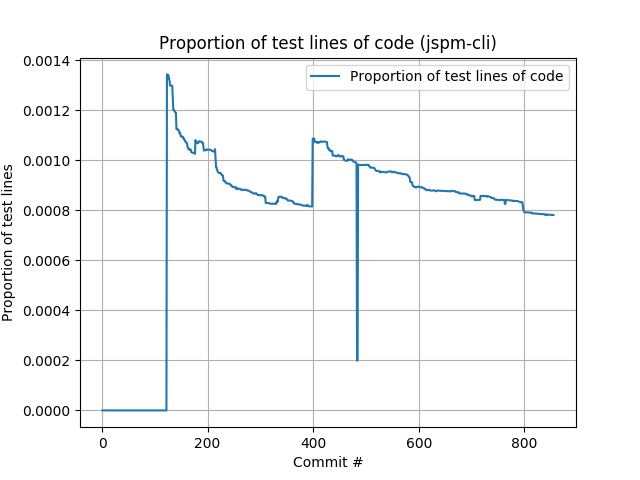 Proportion of test lines of code (jspm-cli)
Proportion of test lines of code
Proportion of test lines
0.0014
0.0012
0.0010
0.0008
0.0006
0.0004
0.0002
0.0000
0 200 400 600 800
Commit #